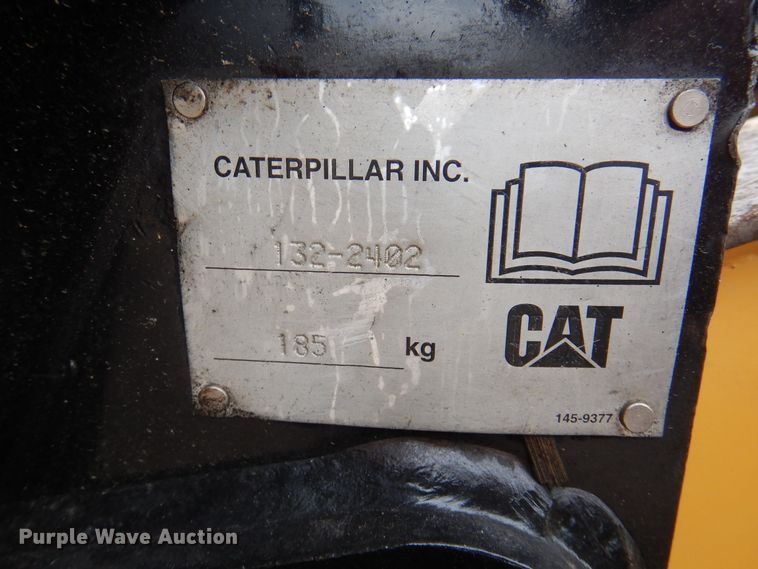 CATERPILLAR INC.
132-2402
185 kg
CAT
145-9377
Purple Wave Auction